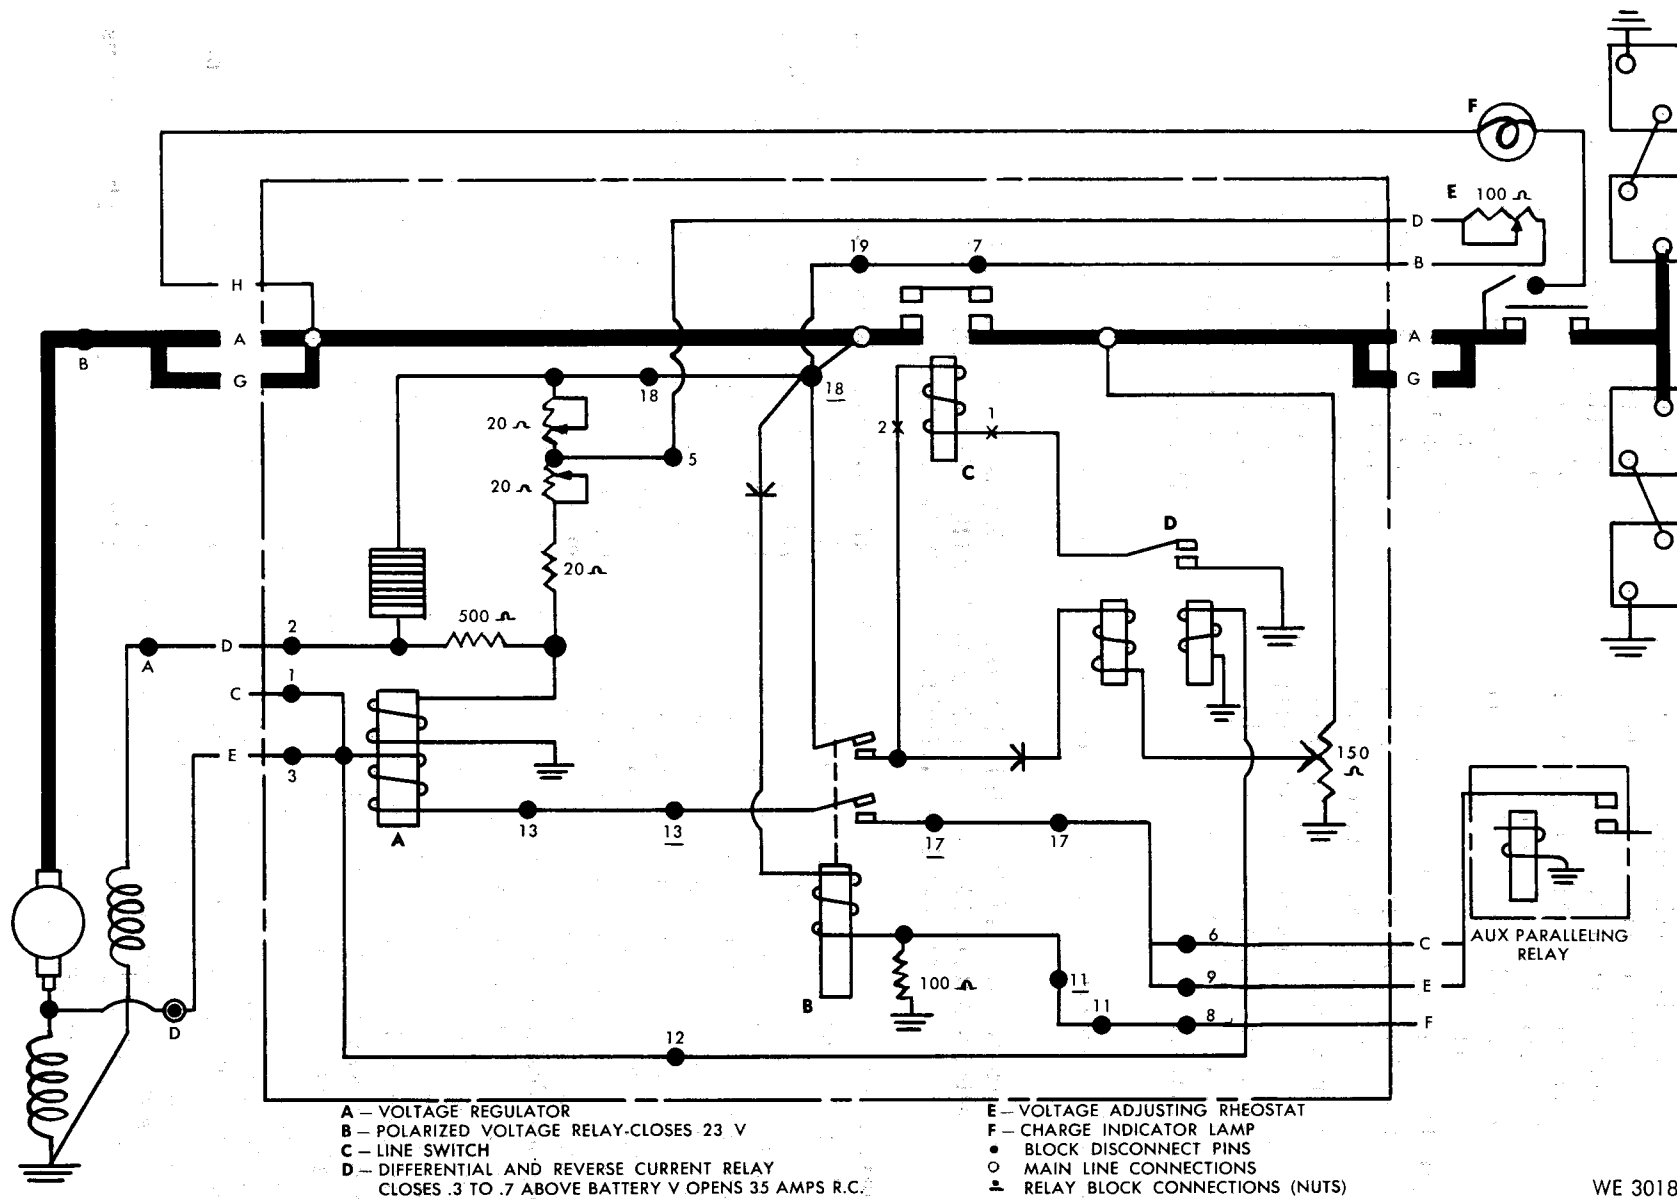 F
E 100 Ω
D
19 7
B
H
A A
B
G G
18 18
20 Ω
1
2
5
C
20 Ω
D
20 Ω
500 Ω
2
A D
1
C
E
3
150 Ω
13 13
A
17 17
6
C
AUX PARALLELING
RELAY
100 Ω
9
E
11
B
11 8 F
D
12
A – VOLTAGE REGULATOR
B – POLARIZED VOLTAGE RELAY-CLOSES 23 V
C – LINE SWITCH
D – DIFFERENTIAL AND REVERSE CURRENT RELAY
CLOSES .3 TO .7 ABOVE BATTERY V OPENS 35 AMPS R.C.
E – VOLTAGE ADJUSTING RHEOSTAT
F – CHARGE INDICATOR LAMP
BLOCK DISCONNECT PINS
MAIN LINE CONNECTIONS
RELAY BLOCK CONNECTIONS (NUTS)
WE 3018